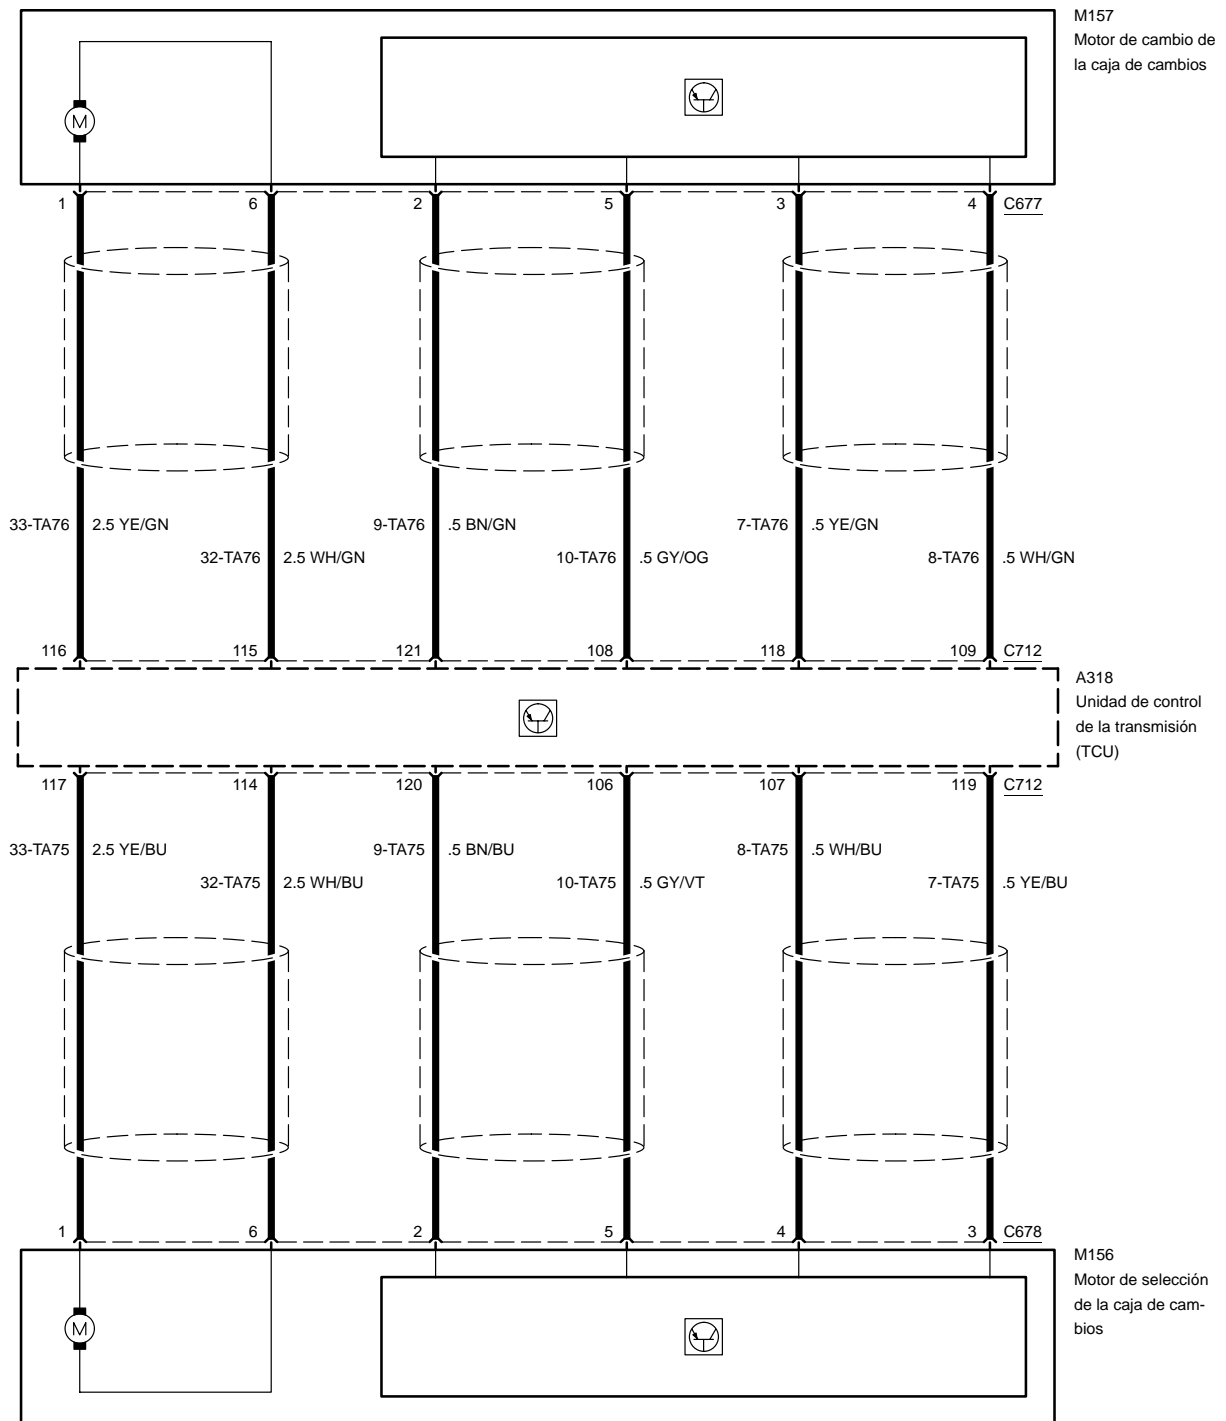 M157
Motor de cambio de
la caja de cambios
M
1 6 2 5 3 4 C677
33-TA76 2.5 YE/GN 9-TA76 .5 BN/GN 7-TA76 .5 YE/GN
32-TA76 2.5 WH/GN 10-TA76 .5 GY/OG 8-TA76 .5 WH/GN
116 115 121 108 118 109 C712
A318
Unidad de control
de la transmisión
(TCU)
117 114 120 106 107 119 C712
33-TA75 2.5 YE/BU 9-TA75 .5 BN/BU 8-TA75 .5 WH/BU
32-TA75 2.5 WH/BU 10-TA75 .5 GY/VT 7-TA75 .5 YE/BU
1 6 2 5 4 3 C678
M156
Motor de selección
de la caja de cam-
bios
M